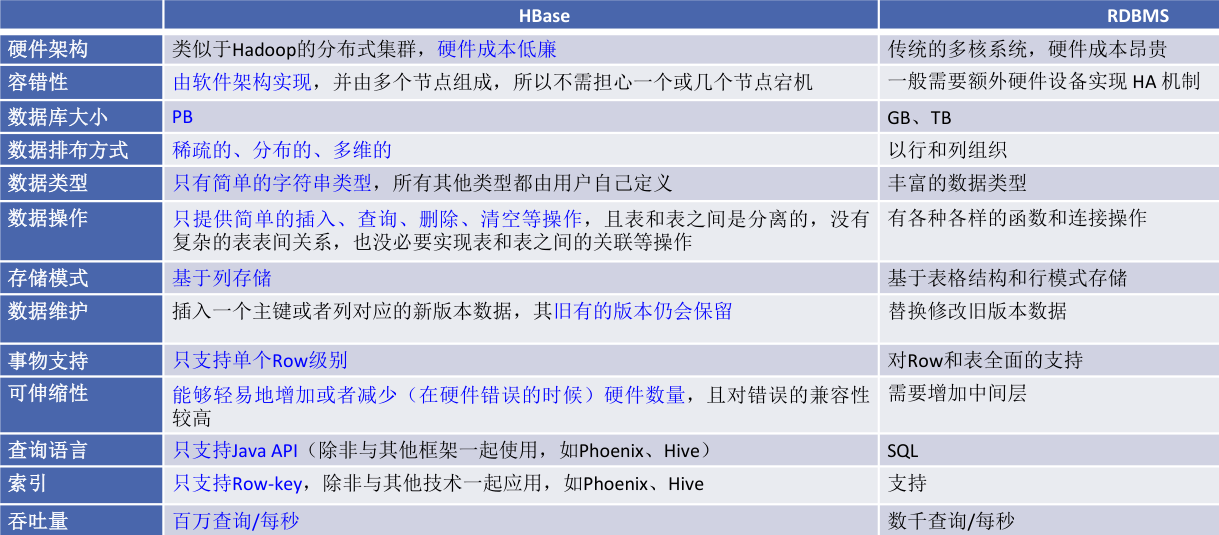 HBase RDBMS
硬件架构 类似于Hadoop的分布式集群，硬件成本低廉 传统的多核系统，硬件成本昂贵
容错性 由软件架构实现，并由多个节点组成，所以不需担心一个或几个节点宕机 一般需要额外硬件设备实现 HA 机制
数据库大小 PB GB、TB
数据排布方式 稀疏的、分布的、多维的 以行和列组织
数据类型 只有简单的字符串类型，所有其他类型都由用户自己定义 丰富的数据类型
数据操作 只提供简单的插入、查询、删除、清空等操作，且表和表之间是分离的，没有 有各种各样的函数和连接操作
复杂的表表间关系，也没必要实现表和表之间的关联等操作
存储模式 基于列存储 基于表格结构和行模式存储
数据维护 插入一个主键或者列对应的新版本数据，其旧有的版本仍会保留 替换修改旧版本数据
事物支持 只支持单个Row级别 对Row和表全面的支持
可伸缩性 能够轻易地增加或者减少（在硬件错误的时候）硬件数量，且对错误的兼容性 需要增加中间层
较高
查询语言 只支持Java API（除非与其他框架一起使用，如Phoenix、Hive） SQL
索引 只支持Row-key，除非与其他技术一起应用，如Phoenix、Hive 支持
吞吐量 百万查询/每秒 数千查询/每秒